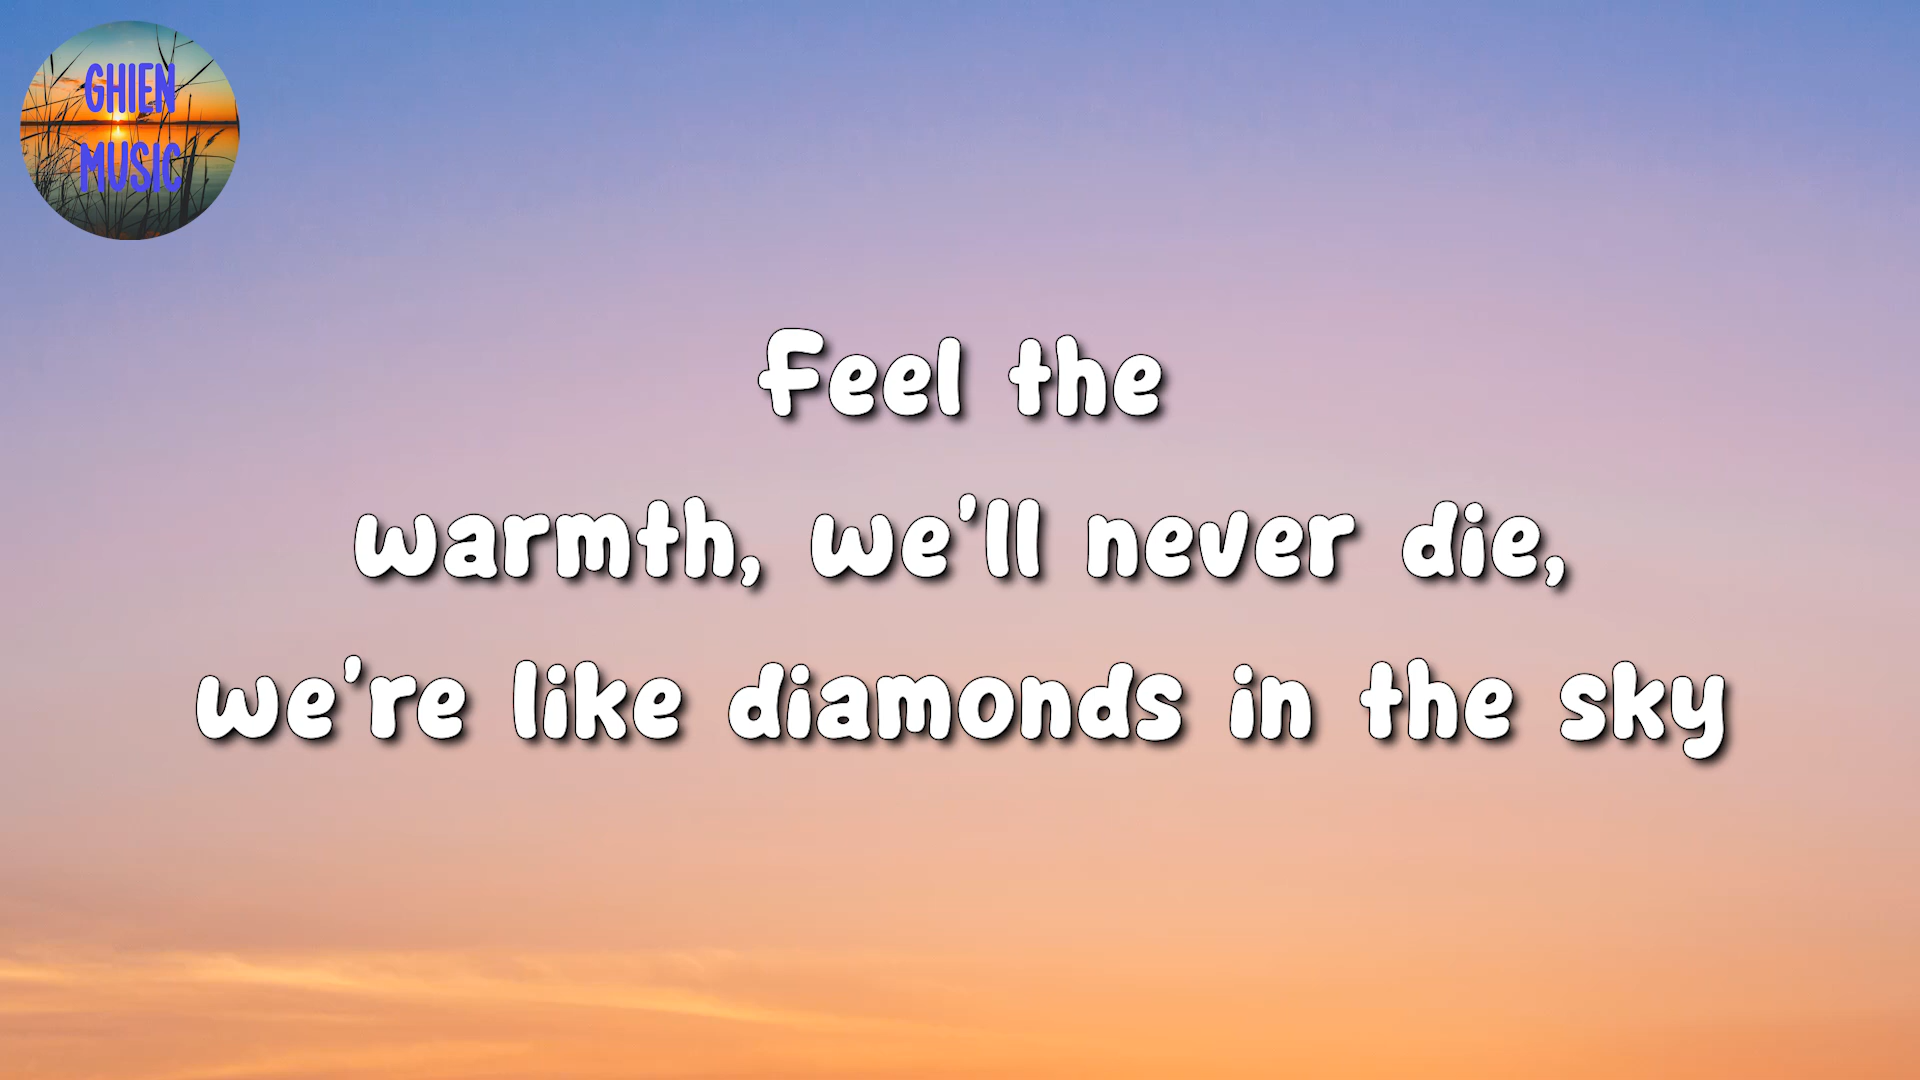 GHIEN
MUSIC
Feel the
warmth, we'll never die,
we're like diamonds in the sky